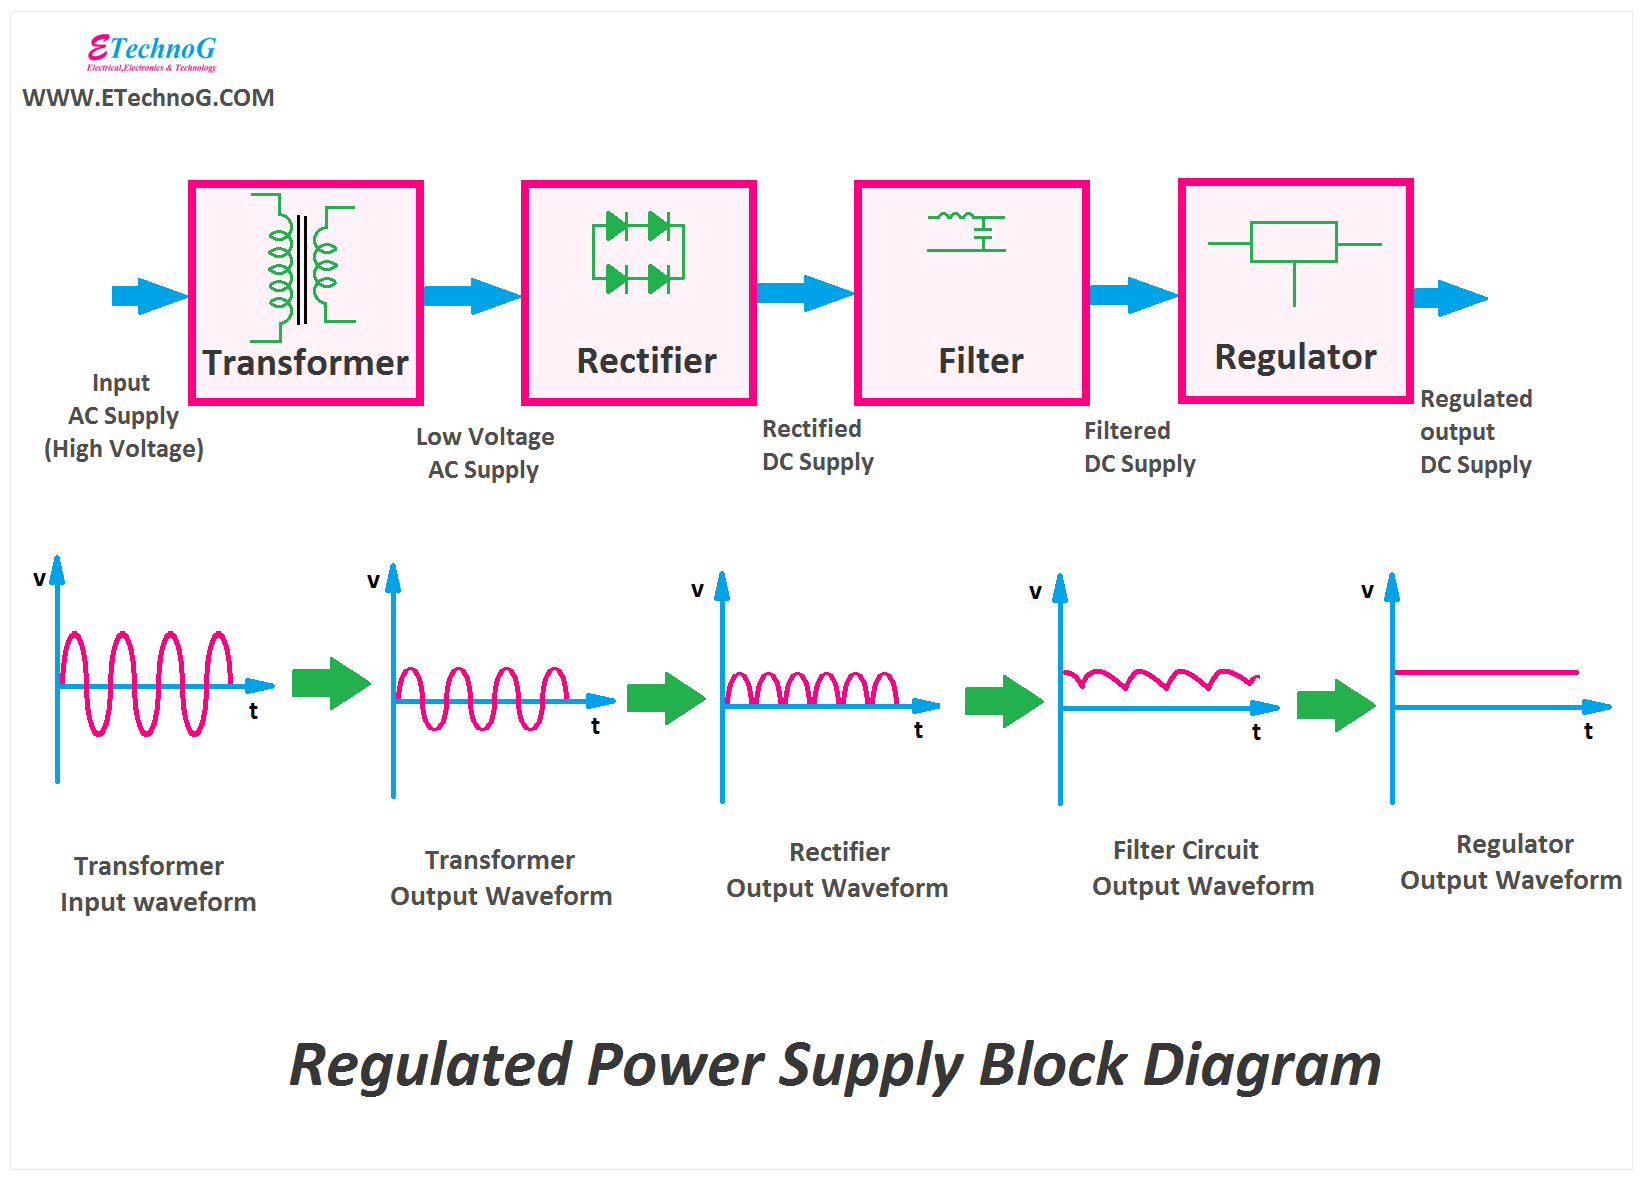 ETechnoG
Electrical,Electronics & Technology
WWW.ETechnoG.COM
Transformer
Rectifier
Filter
Regulator
Input
AC Supply
(High Voltage)
Low Voltage
AC Supply
Rectified
DC Supply
Filtered
DC Supply
Regulated
output
DC Supply
v
t
v
t
v
t
v
t
v
t
Transformer
Input waveform
Transformer
Output Waveform
Rectifier
Output Waveform
Filter Circuit
Output Waveform
Regulator
Output Waveform
Regulated Power Supply Block Diagram